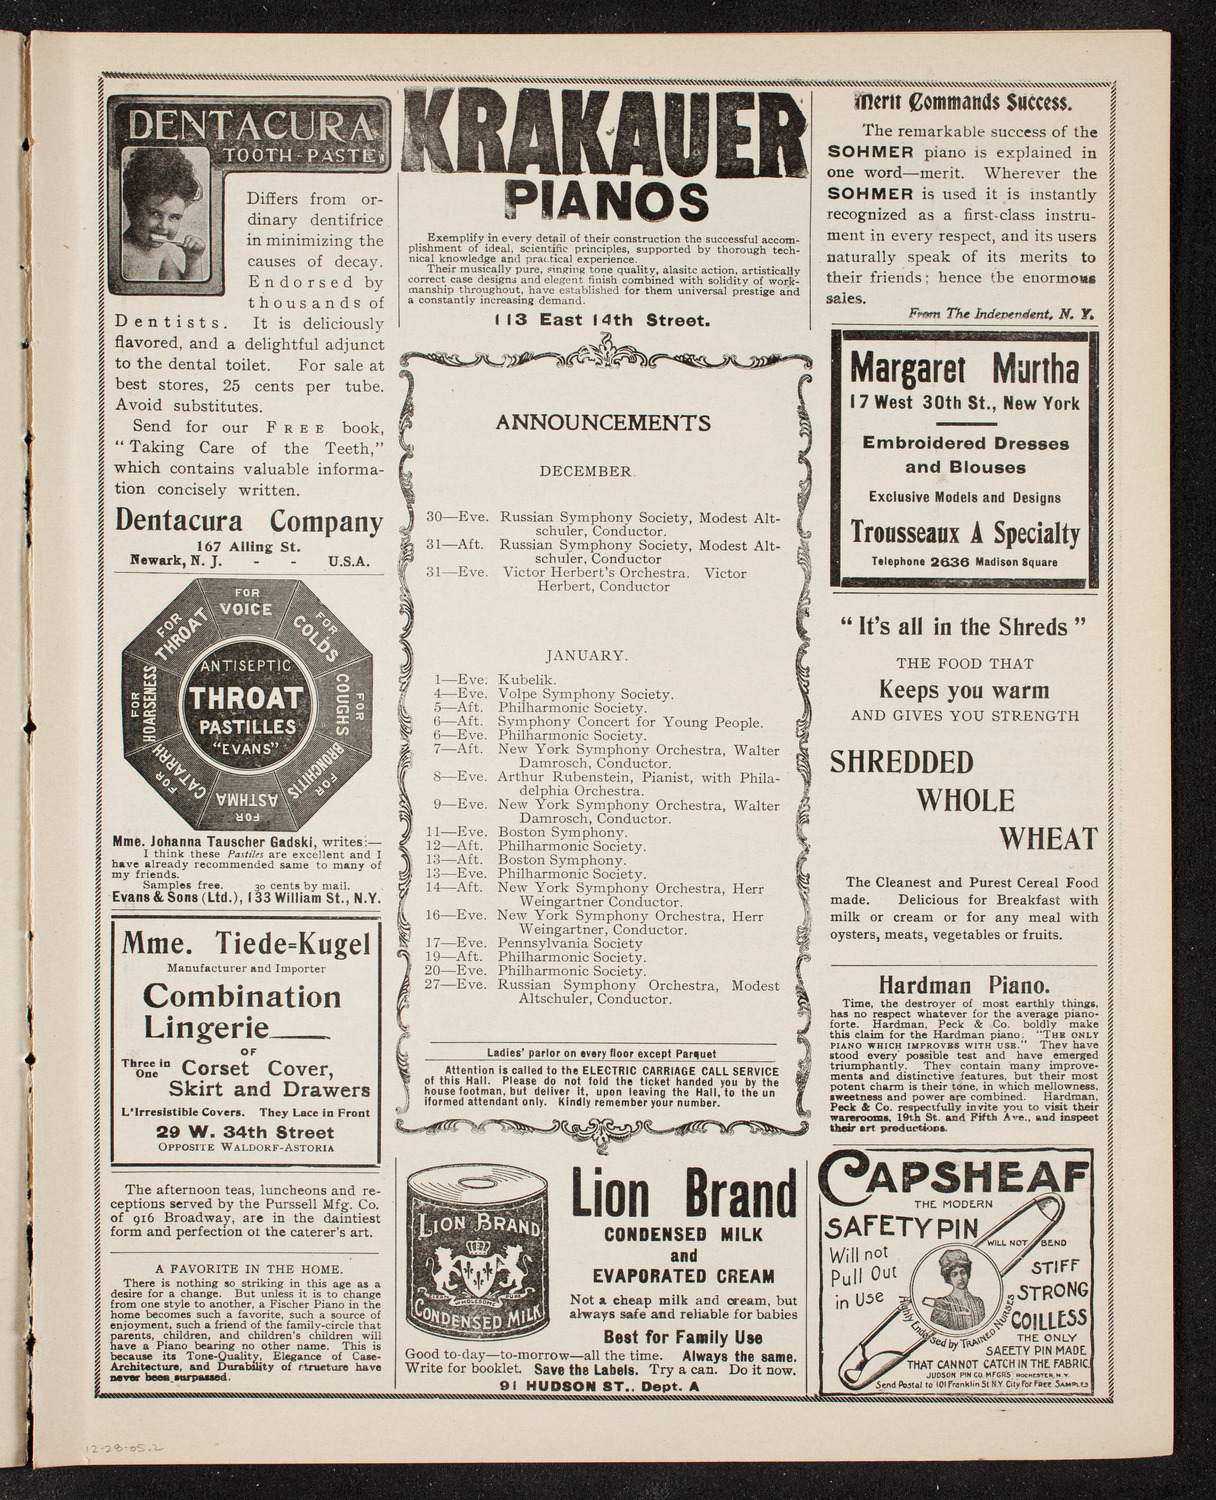 DENTACURA
TOOTH-PASTE
Differs from or-
dinary dentifrice
in minimizing the
causes of decay.
Endorsed by
thousands of
Dentists. It is deliciously
flavored, and a delightful adjunct
to the dental toilet. For sale at
best stores, 25 cents per tube.
Avoid substitutes.
Send for our FREE book,
"Taking Care of the Teeth,"
which contains valuable informa-
tion concisely written.
Dentacura Company
167 Alling St.
Newark, N. J. - - U.S.A.
FOR VOICE
FOR COLDS
FOR COUGHS
FOR BRONCHITIS
FOR ASTHMA
FOR CATARRH
FOR HOARSENESS
FOR THROAT
ANTISEPTIC
THROAT
PASTILLES
"EVANS"
Mme. Johanna Tauscher Gadski, writes:—
I think these Pastiles are excellent and I
have already recommended same to many of
my friends.
Samples free. 30 cents by mail.
Evans & Sons (Ltd.), 133 William St., N.Y.
Mme. Tiede-Kugel
Manufacturer and Importer
Combination
Lingerie
OF
Three in One Corset Cover,
Skirt and Drawers
L'Irresistible Covers. They Lace in Front
29 W. 34th Street
OPPOSITE WALDORF-ASTORIA
The afternoon teas, luncheons and re-
ceptions served by the Purssell Mfg. Co.
of 916 Broadway, are in the daintiest
form and perfection ot the caterer's art.
A FAVORITE IN THE HOME.
There is nothing so striking in this age as a
desire for a change. But unless it is to change
from one style to another, a Fischer Piano in the
home becomes such a favorite, such a source of
enjoyment, such a friend of the family-circle that
parents, children, and children's children will
have a Piano bearing no other name. This is
because its Tone-Quality, Elegance of Case-
Architecture, and Durability of rtrueture have
never been surpassed.
KRAKAUER
PIANOS
Exemplify in every detail of their construction the successful accom-
plishment of ideal, scientific principles, supported by thorough tech-
nical knowledge and practical experience.
Their musically pure, singing tone quality, alasitc action, artistically
correct case designs and elegent finish combined with solidity of work-
manship throughout, have established for them universal prestige and
a constantly increasing demand.
113 East 14th Street.
ANNOUNCEMENTS
DECEMBER.
30—Eve. Russian Symphony Society, Modest Alt-
schuler, Conductor.
31—Aft. Russian Symphony Society, Modest Alt-
schuler, Conductor
31—Eve. Victor Herbert's Orchestra. Victor
Herbert, Conductor
JANUARY.
1—Eve. Kubelik.
4—Eve. Volpe Symphony Society.
5—Aft. Philharmonic Society.
6—Aft. Symphony Concert for Young People.
6—Eve. Philharmonic Society.
7—Aft. New York Symphony Orchestra, Walter
Damrosch, Conductor.
8—Eve. Arthur Rubenstein, Pianist, with Phila-
delphia Orchestra.
9—Eve. New York Symphony Orchestra, Walter
Damrosch, Conductor.
11—Eve. Boston Symphony.
12—Aft. Philharmonic Society.
13—Aft. Boston Symphony.
13—Eve. Philharmonic Society.
14—Aft. New York Symphony Orchestra, Herr
Weingartner Conductor.
16—Eve. New York Symphony Orchestra, Herr
Weingartner, Conductor.
17—Eve. Pennsylvania Society
19—Aft. Philharmonic Society.
20—Eve. Philharmonic Society.
27—Eve. Russian Symphony Orchestra, Modest
Altschuler, Conductor.
Ladies' parlor on every floor except Parquet
Attention is called to the ELECTRIC CARRIAGE CALL SERVICE
of this Hall. Please do not fold the ticket handed you by the
house footman, but deliver it, upon leaving the Hall, to the un
iformed attendant only. Kindly remember your number.
LION BRAND
CLEAN WHOLESOME PURE
CONDENSED MILK
Lion Brand
CONDENSED MILK
and
EVAPORATED CREAM
Not a cheap milk and cream, but
always safe and reliable for babies
Best for Family Use
Good to-day—to-morrow—all the time. Always the same.
Write for booklet. Save the Labels. Try a can. Do it now.
91 HUDSON ST., Dept. A
Merit Commands Success.
The remarkable success of the
SOHMER piano is explained in
one word—merit. Wherever the
SOHMER is used it is instantly
recognized as a first-class instru-
ment in every respect, and its users
naturally speak of its merits to
their friends; hence the enormous
sales.
From The Independent, N. Y.
Margaret Murtha
17 West 30th St., New York
Embroidered Dresses
and Blouses
Exclusive Models and Designs
Trousseaux A Specialty
Telephone 2636 Madison Square
"It's all in the Shreds"
THE FOOD THAT
Keeps you warm
AND GIVES YOU STRENGTH
SHREDDED
WHOLE
WHEAT
The Cleanest and Purest Cereal Food
made. Delicious for Breakfast with
milk or cream or for any meal with
oysters, meats, vegetables or fruits.
Hardman Piano.
Time, the destroyer of most earthly things,
has no respect whatever for the average piano-
forte. Hardman, Peck & Co. boldly make
this claim for the Hardman piano: "THE ONLY
PIANO WHICH IMPROVES WITH USE." They have
stood every possible test and have emerged
triumphantly. They contain many improve-
ments and distinctive features, but their most
potent charm is their tone, in which mellowness,
sweetness and power are combined. Hardman,
Peck & Co. respectfully invite you to visit their
warerooms, 19th St. and Fifth Ave., and inspect
their art productions.
CAPSHEAF
THE MODERN
SAFETY PIN
WILL NOT BEND
Will not
Pull Out
in Use
STIFF
STRONG
COILLESS
Highly Endorsed by TRAINED NURSES
THE ONLY
SAFETY PIN MADE
THAT CANNOT CATCH IN THE FABRIC.
JUDSON PIN CO. MFGRS ROCHESTER, N.Y.
Send Postal to 101 Franklin St N.Y. City For FREE SAMPLES
12-28-05.2